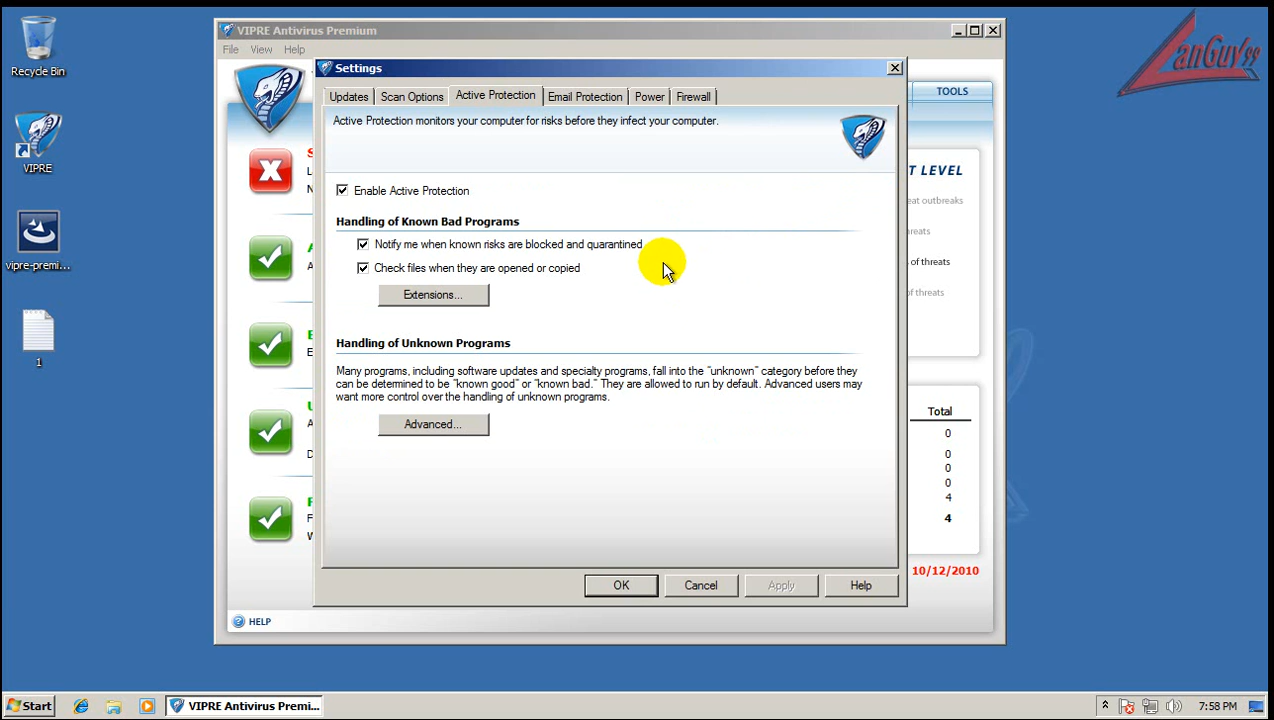 Recycle Bin
VIPRE
vipre-premi...
1
VIPRE Antivirus Premium
File View Help
TOOLS
Settings
Updates Scan Options Active Protection Email Protection Power Firewall
Active Protection monitors your computer for risks before they infect your computer.
Enable Active Protection
Handling of Known Bad Programs
Notify me when known risks are blocked and quarantined
Check files when they are opened or copied
Extensions...
Handling of Unknown Programs
Many programs, including software updates and specialty programs, fall into the "unknown" category before they
can be determined to be "known good" or "known bad." They are allowed to run by default. Advanced users may
want more control over the handling of unknown programs.
Advanced...
OK Cancel Apply Help
T LEVEL
eat outbreaks
reats
of threats
of threats
Total
0
0
0
0
4
4
10/12/2010
HELP
anGuy99
Start
VIPRE Antivirus Premi...
7:58 PM